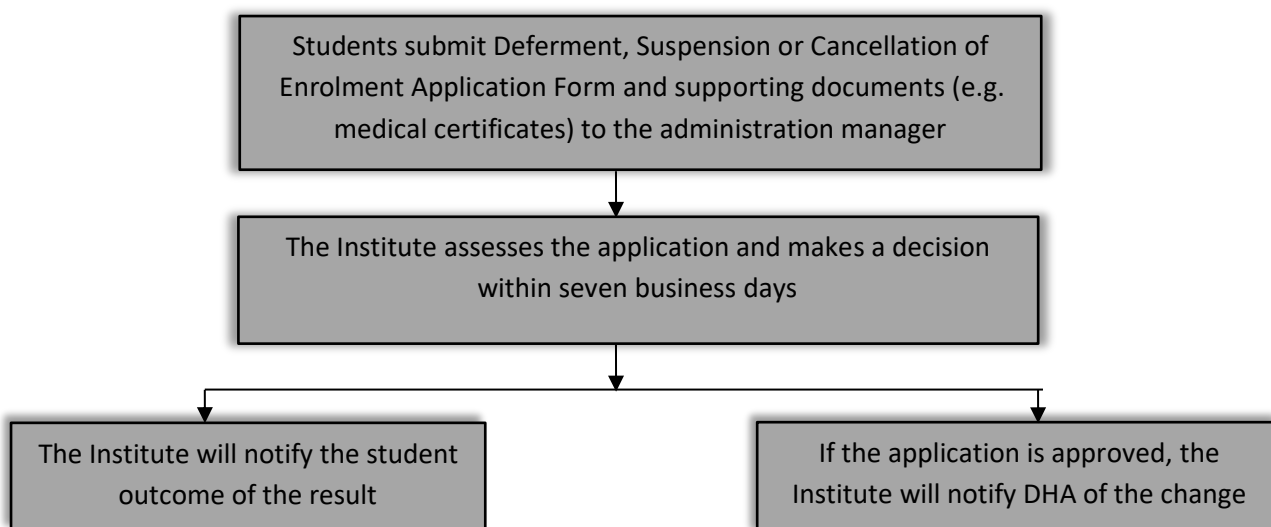 Students submit Deferment, Suspension or Cancellation of
Enrolment Application Form and supporting documents (e.g.
medical certificates) to the administration manager
The Institute assesses the application and makes a decision
within seven business days
The Institute will notify the student
outcome of the result
If the application is approved, the
Institute will notify DHA of the change